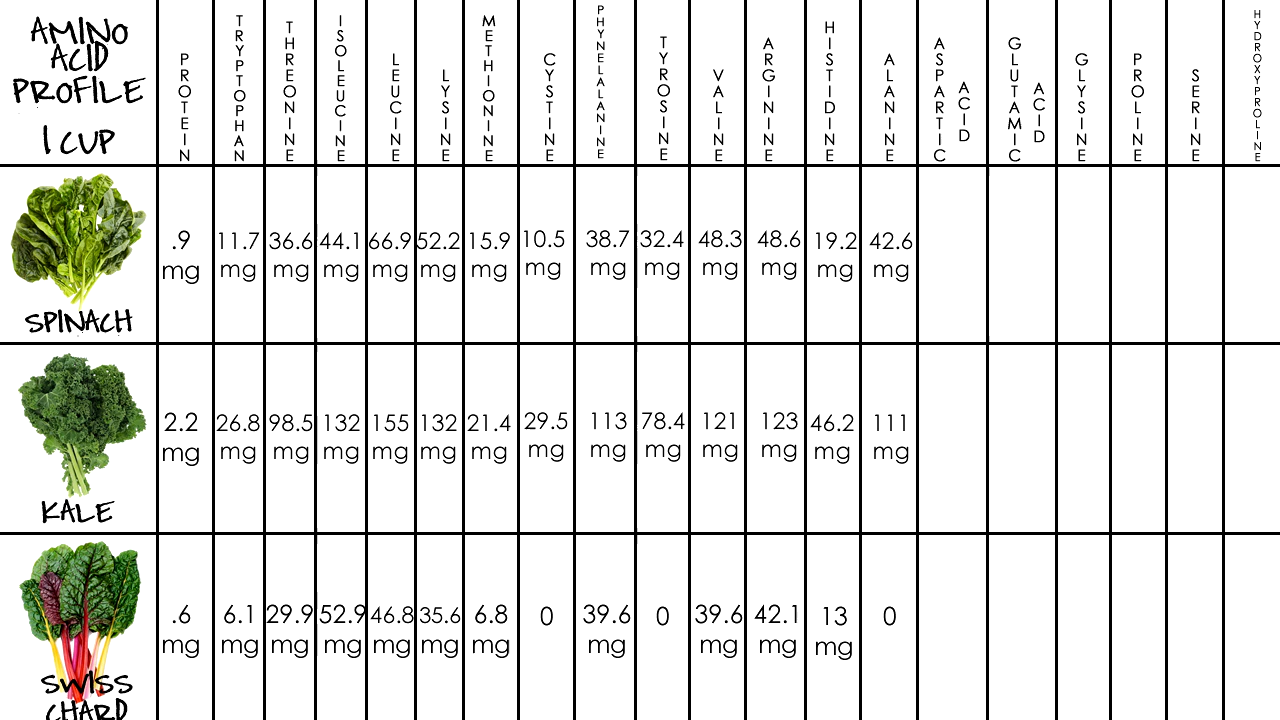 AMINO
ACID
PROFILE
1 CUP
PROTEIN
TRYPTOPHAN
THREONINE
ISOLEUCINE
LEUCINE
LYSINE
METHIONINE
CYSTINE
PHYNELALANINE
TYROSINE
VALINE
ARGININE
HISTIDINE
ALANINE
ASPARTIC
ACID
GLUTAMIC
ACID
GLYSINE
PROLINE
SERINE
HYDROXYPROLINE
.9 11.7 36.6 44.1 66.9 52.2 15.9 10.5 38.7 32.4 48.3 48.6 19.2 42.6
mg mg mg mg mg mg mg mg mg mg mg mg mg mg
SPINACH
2.2 26.8 98.5 132 155 132 21.4 29.5 113 78.4 121 123 46.2 111
mg mg mg mg mg mg mg mg mg mg mg mg mg mg
KALE
.6 6.1 29.9 52.9 46.8 35.6 6.8 0 39.6 0 39.6 42.1 13 0
mg mg mg mg mg mg mg mg mg mg mg
SWISS
CHARD